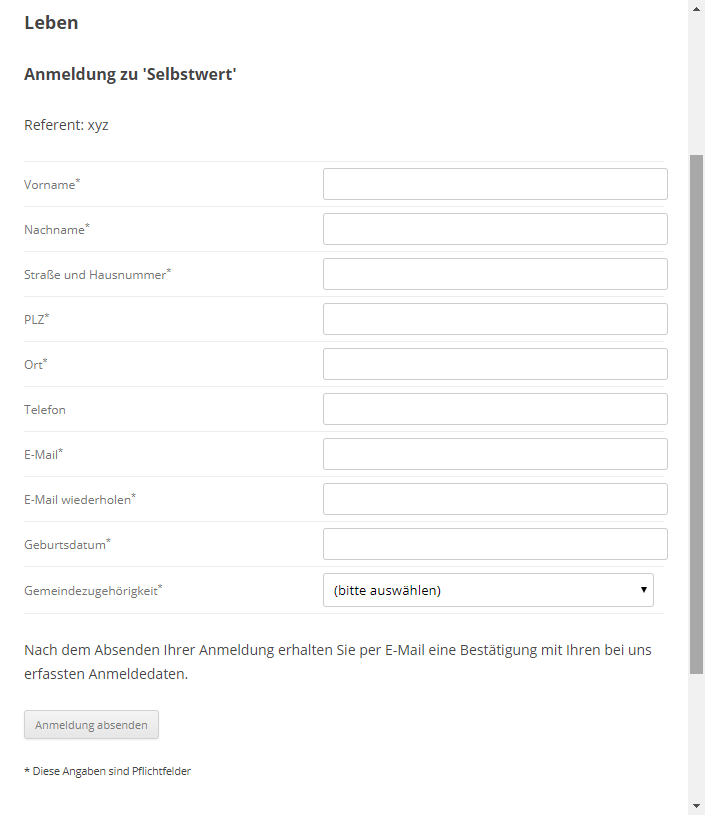 Leben
Anmeldung zu 'Selbstwert'
Referent: xyz
Vorname*
Nachname*
Straße und Hausnummer*
PLZ*
Ort*
Telefon
E-Mail*
E-Mail wiederholen*
Geburtsdatum*
Gemeindezugehörigkeit* (bitte auswählen)
Nach dem Absenden Ihrer Anmeldung erhalten Sie per E-Mail eine Bestätigung mit Ihren bei uns
erfassten Anmeldedaten.
Anmeldung absenden
* Diese Angaben sind Pflichtfelder